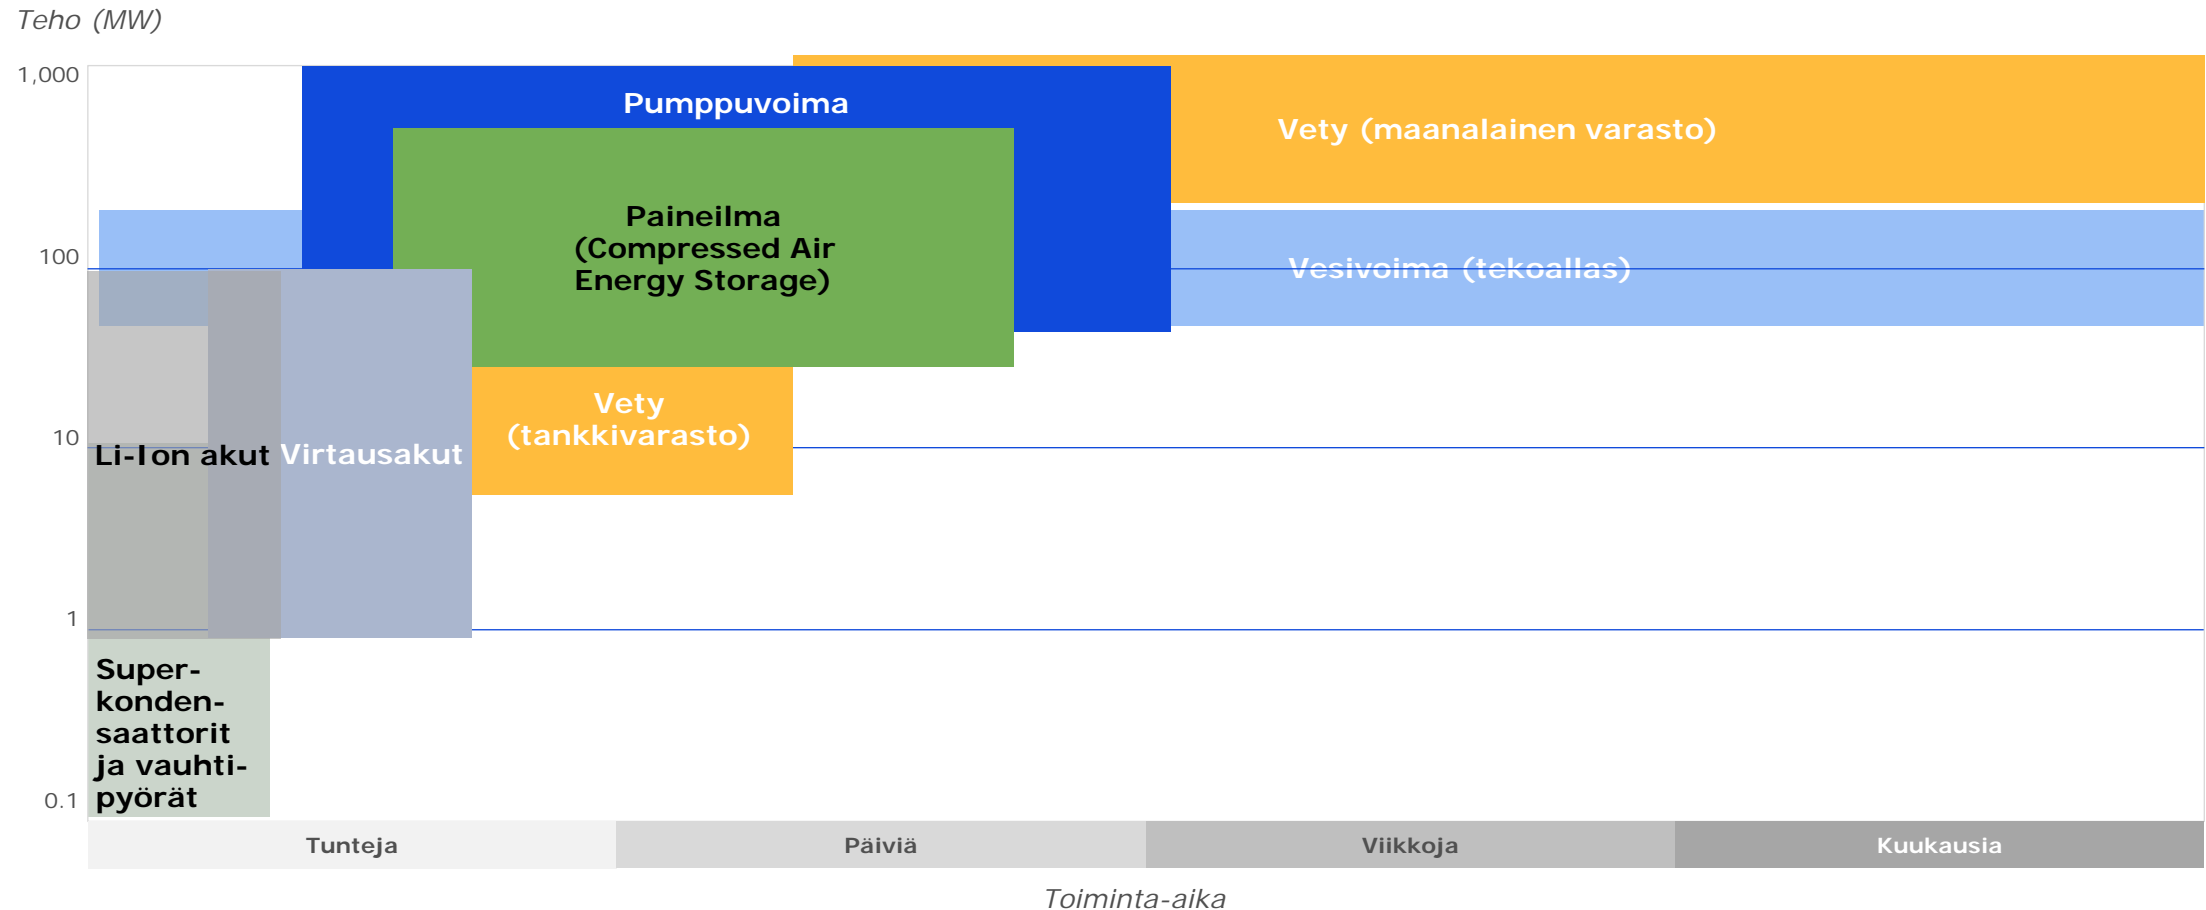 Teho (MW)
1,000
Pumppuvoima
Vety (maanalainen varasto)
Paineilma
(Compressed Air
Energy Storage)
100
Vesivoima (tekoallas)
Vety
(tankkivarasto)
10
Li-Ion akut
Virtausakut
1
Super-
konden-
saattorit
ja vauhti-
pyörät
0.1
Tunteja
Päiviä
Viikkoja
Kuukausia
Toiminta-aika